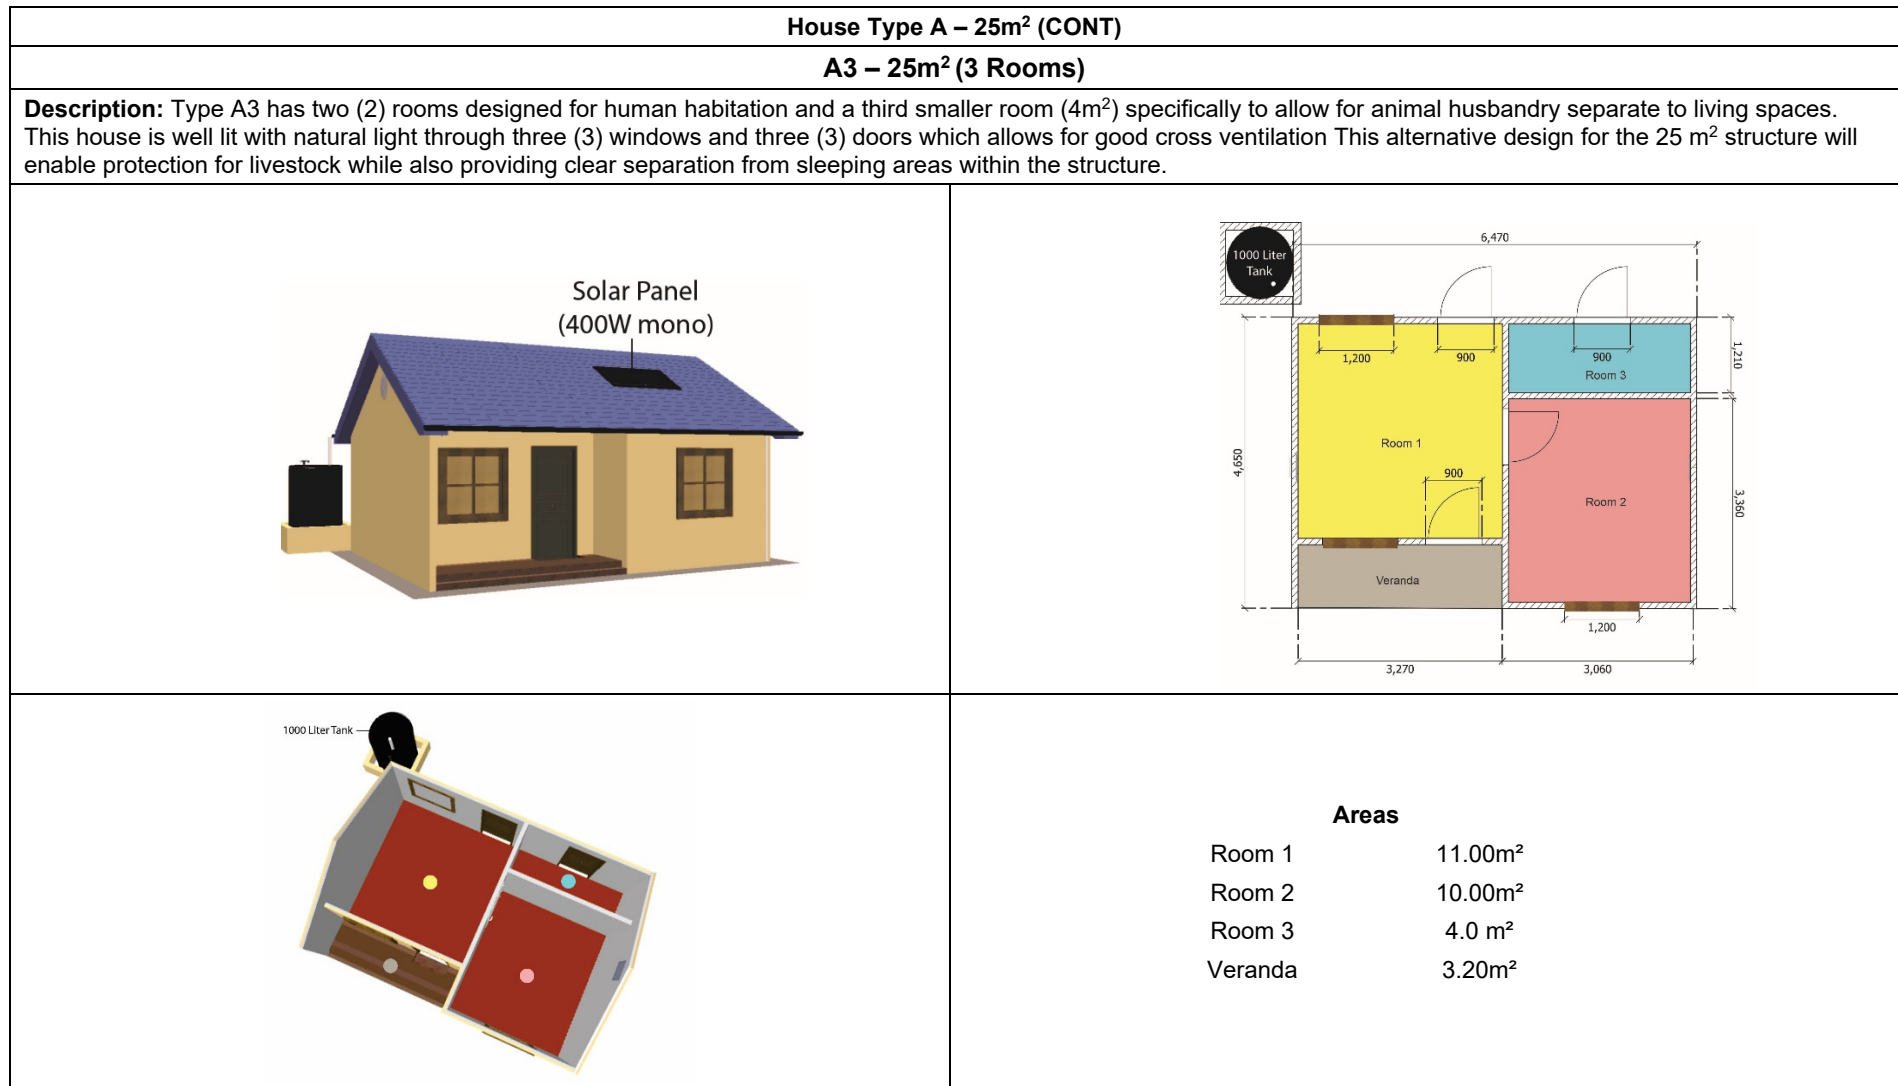 House Type A – 25m² (CONT)
A3 – 25m² (3 Rooms)
Description: Type A3 has two (2) rooms designed for human habitation and a third smaller room (4m²) specifically to allow for animal husbandry separate to living spaces.
This house is well lit with natural light through three (3) windows and three (3) doors which allows for good cross ventilation This alternative design for the 25 m² structure will
enable protection for livestock while also providing clear separation from sleeping areas within the structure.
Solar Panel
(400W mono)
6,470
1000 Liter
Tank
1,200
900
900
Room 3
1,210
Room 1
4,650
900
Room 2
3,360
Veranda
1,200
3,270
3,060
1000 Liter Tank
Areas
Room 1 11.00m²
Room 2 10.00m²
Room 3 4.0 m²
Veranda 3.20m²